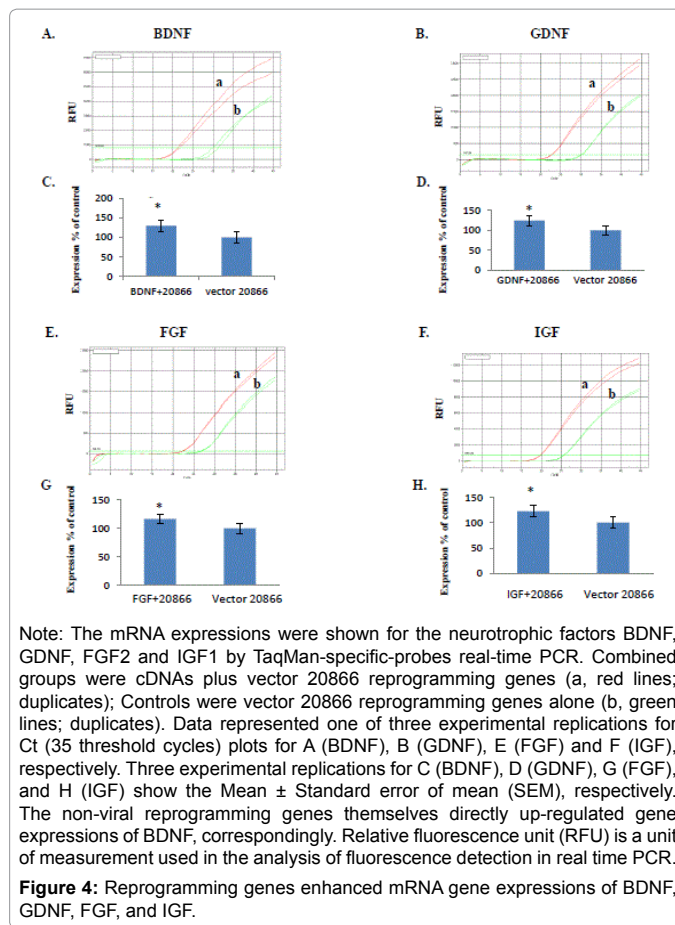 A. BDNF
B. GDNF
RFU
a
b
RFU
a
b
C.
Expression % of control
200
150
100
50
0
*
BDNF+20866 vector 20866
D.
Expression % of control
150
100
50
0
*
GDNF+20866 Vector 20866
E. FGF
F. IGF
RFU
a
b
RFU
a
b
G.
Expression % of control
150
100
50
0
*
FGF+20866 Vector 20866
H.
Expression % of control
150
100
50
0
*
IGF+20866 Vector 20866
Note: The mRNA expressions were shown for the neurotrophic factors BDNF,
GDNF, FGF2 and IGF1 by TaqMan-specific-probes real-time PCR. Combined
groups were cDNAs plus vector 20866 reprogramming genes (a, red lines;
duplicates); Controls were vector 20866 reprogramming genes alone (b, green
lines; duplicates). Data represented one of three experimental replications for
Ct (35 threshold cycles) plots for A (BDNF), B (GDNF), E (FGF) and F (IGF),
respectively. Three experimental replications for C (BDNF), D (GDNF), G (FGF),
and H (IGF) show the Mean ± Standard error of mean (SEM), respectively.
The non-viral reprogramming genes themselves directly up-regulated gene
expressions of BDNF, correspondingly. Relative fluorescence unit (RFU) is a unit
of measurement used in the analysis of fluorescence detection in real time PCR.
Figure 4: Reprogramming genes enhanced mRNA gene expressions of BDNF,
GDNF, FGF, and IGF.